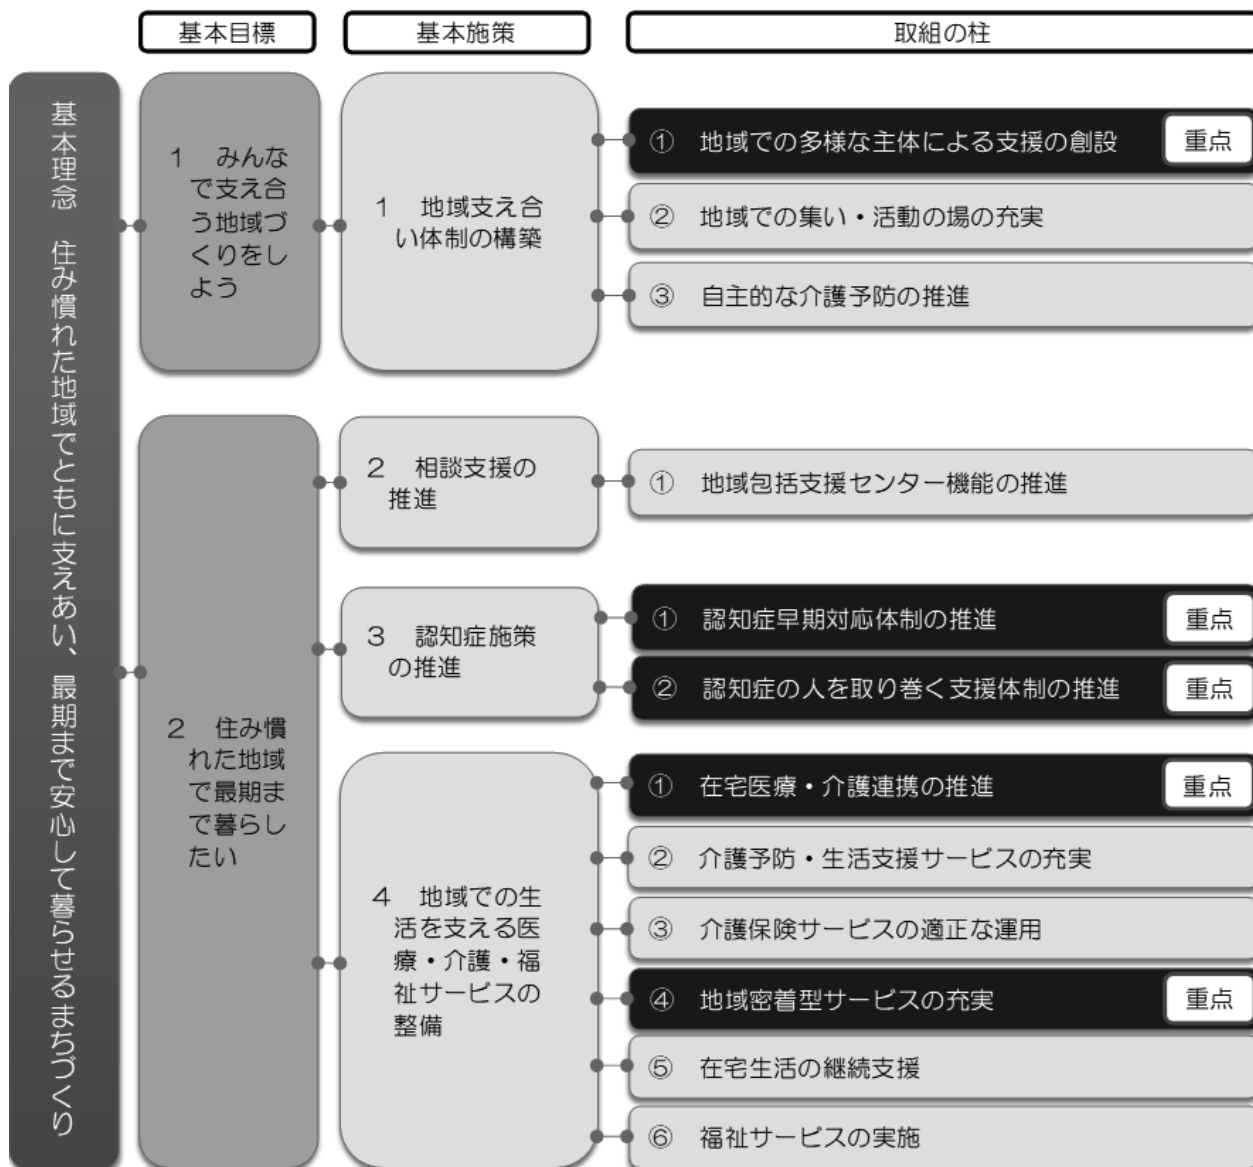 基本目標
基本施策
取組の柱
基本理念　住み慣れた地域でともに支えあい、最期まで安心して暮らせるまちづくり
1　みんな
で支え合
う地域づ
くりをし
よう
1　地域支え合
い体制の構築
①　地域での多様な主体による支援の創設
重点
②　地域での集い・活動の場の充実
③　自主的な介護予防の推進
2　住み慣
れた地域
で最期ま
で暮らし
たい
2　相談支援の
推進
①　地域包括支援センター機能の推進
3　認知症施策
の推進
①　認知症早期対応体制の推進
重点
②　認知症の人を取り巻く支援体制の推進
重点
4　地域での生
活を支える医
療・介護・福
祉サービスの
整備
①　在宅医療・介護連携の推進
重点
②　介護予防・生活支援サービスの充実
③　介護保険サービスの適正な運用
④　地域密着型サービスの充実
重点
⑤　在宅生活の継続支援
⑥　福祉サービスの実施